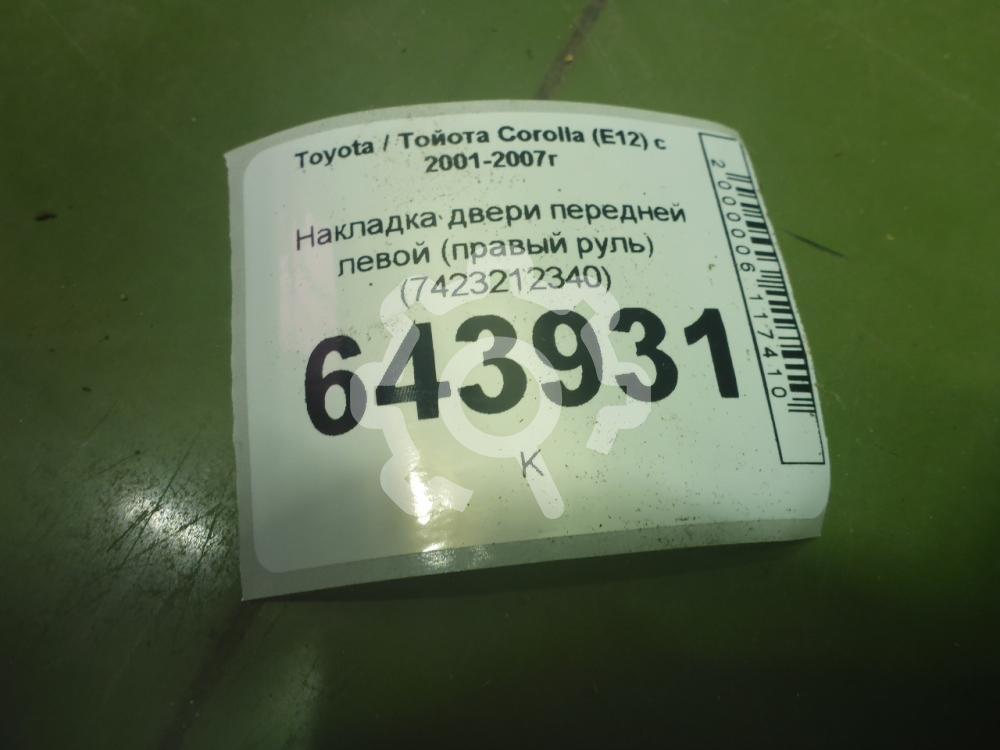 Toyota / Тойота Corolla (E12) с
2001-2007г
Накладка двери передней
левой (правый руль)
(7423212340)
643931
К
2000006117410